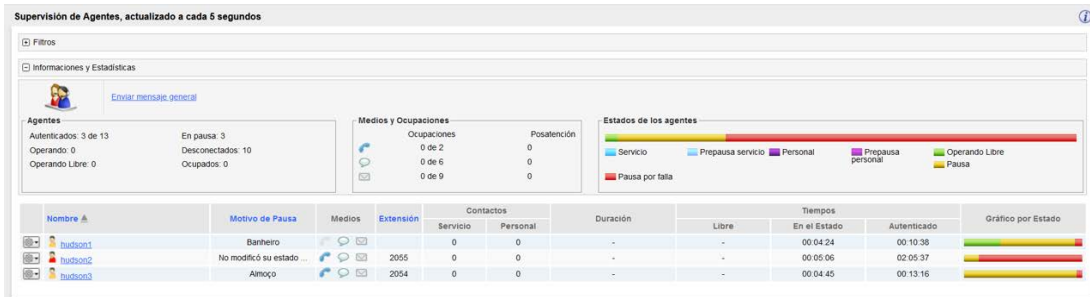 Supervisión de Agentes, actualizado a cada 5 segundos
Filtros
Informaciones y Estadísticas
Enviar mensaje general
Agentes
Autenticados: 3 de 13 En pausa: 3
Operando: 0 Desconectados: 10
Operando Libre: 0 Ocupados: 0
Medios y Ocupaciones
Ocupaciones Posatención
0 de 2 0
0 de 6 0
0 de 9 0
Estados de los agentes
Servicio Prepausa servicio Personal Prepausa personal Operando Libre
Pausa
Pausa por falla
Nombre Motivo de Pausa Medios Extensión Contactos Duración Tiempos Gráfico por Estado
Servicio Personal Libre En el Estado Autenticado
hudson1 Banheiro 0 0 - - 00:04:24 00:10:38
hudson2 No modificó su estado ... 2055 0 0 - - 00:05:06 02:05:37
hudson3 Almoço 2054 0 0 - - 00:04:45 00:13:16